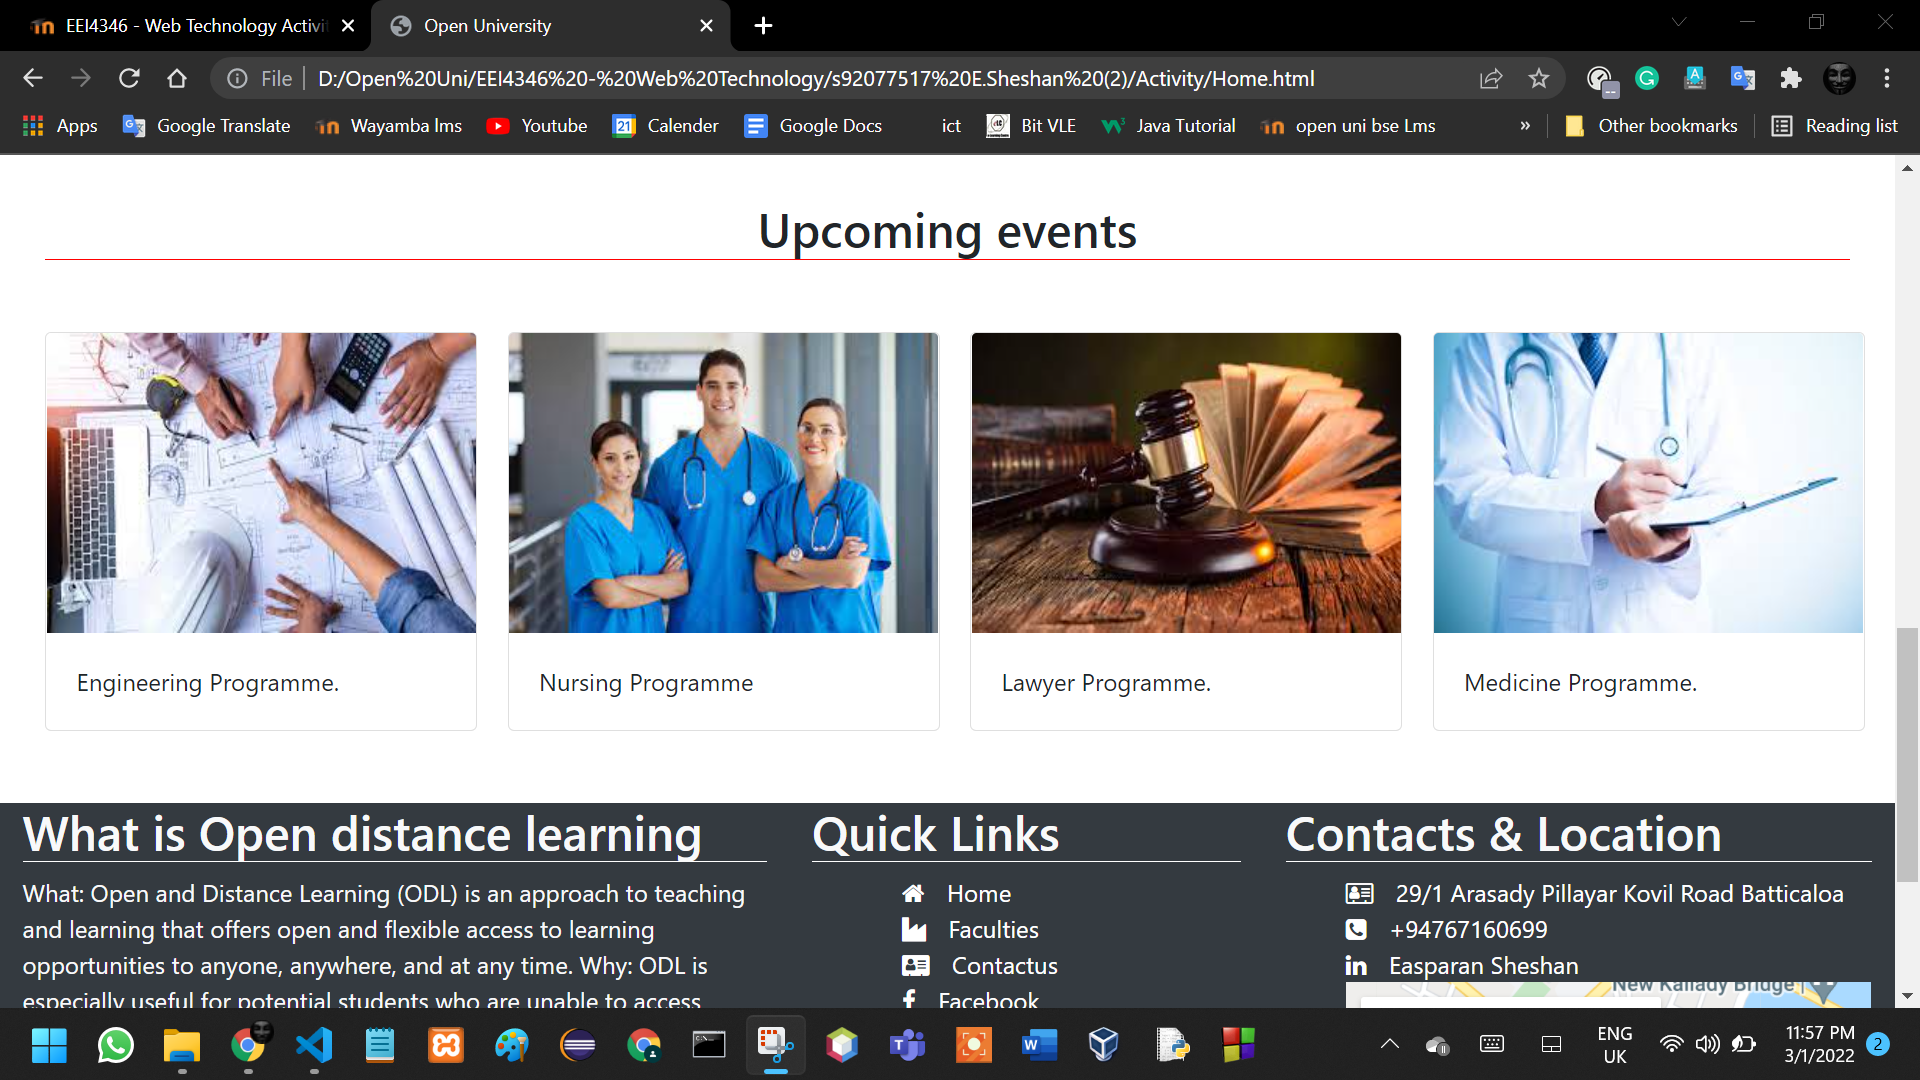 EEI4346 - Web Technology Activi
Open University
File
D:/Open%20Uni/EEI4346%20-%20Web%20Technology/s92077517%20E.Sheshan%20(2)/Activity/Home.html
Apps
Google Translate
Wayamba lms
Youtube
Calender
Google Docs
ict
Bit VLE
Java Tutorial
open uni bse Lms
»
Other bookmarks
Reading list
Upcoming events
Engineering Programme.
Nursing Programme
Lawyer Programme.
Medicine Programme.
What is Open distance learning
What: Open and Distance Learning (ODL) is an approach to teaching
and learning that offers open and flexible access to learning
opportunities to anyone, anywhere, and at any time. Why: ODL is
especially useful for potential students who are unable to access
Quick Links
Home
Faculties
Contactus
Facebook
Contacts & Location
29/1 Arasady Pillayar Kovil Road Batticaloa
+94767160699
Easparan Sheshan
New Kallady Bridge
ENG
UK
11:57 PM
3/1/2022
2